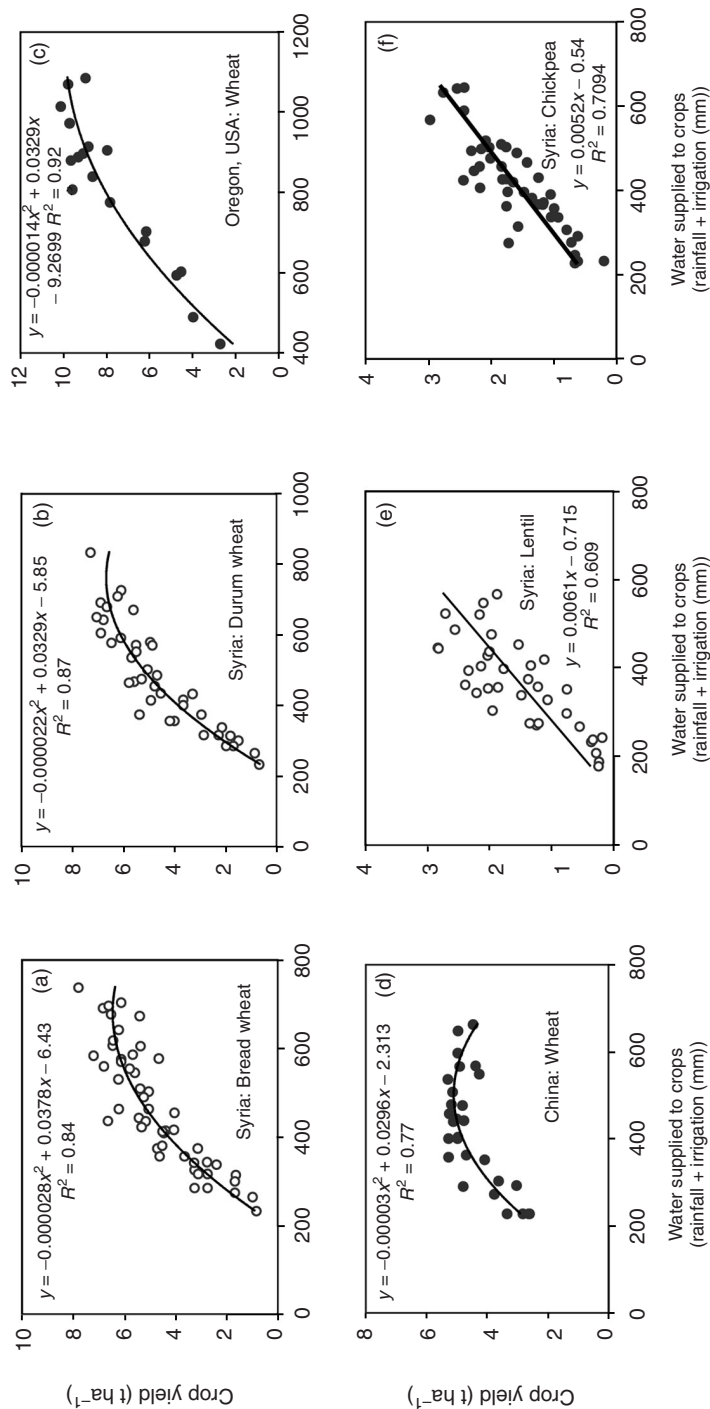 (a)
y = −0.000028x² + 0.0378x − 6.43
R² = 0.84
Syria: Bread wheat
Crop yield (t ha⁻¹)
10
8
6
4
2
0
0 200 400 600 800
(b)
y = −0.000022x² + 0.0329x − 5.85
R² = 0.87
Syria: Durum wheat
10
8
6
4
2
0
0 200 400 600 800 1000
(c)
y = −0.000014x² + 0.0329x
− 9.2699 R² = 0.92
Oregon, USA: Wheat
12
10
8
6
4
2
0
400 600 800 1000 1200
(d)
y = −0.00003x² + 0.0296x − 2.313
R² = 0.77
China: Wheat
Crop yield (t ha⁻¹)
8
6
4
2
0
0 200 400 600 800
Water supplied to crops
(rainfall + irrigation (mm))
(e)
Syria: Lentil
y = 0.0061x − 0.715
R² = 0.609
4
3
2
1
0
0 200 400 600 800
Water supplied to crops
(rainfall + irrigation (mm))
(f)
Syria: Chickpea
y = 0.0052x − 0.54
R² = 0.7094
4
3
2
1
0
0 200 400 600 800
Water supplied to crops
(rainfall + irrigation (mm))